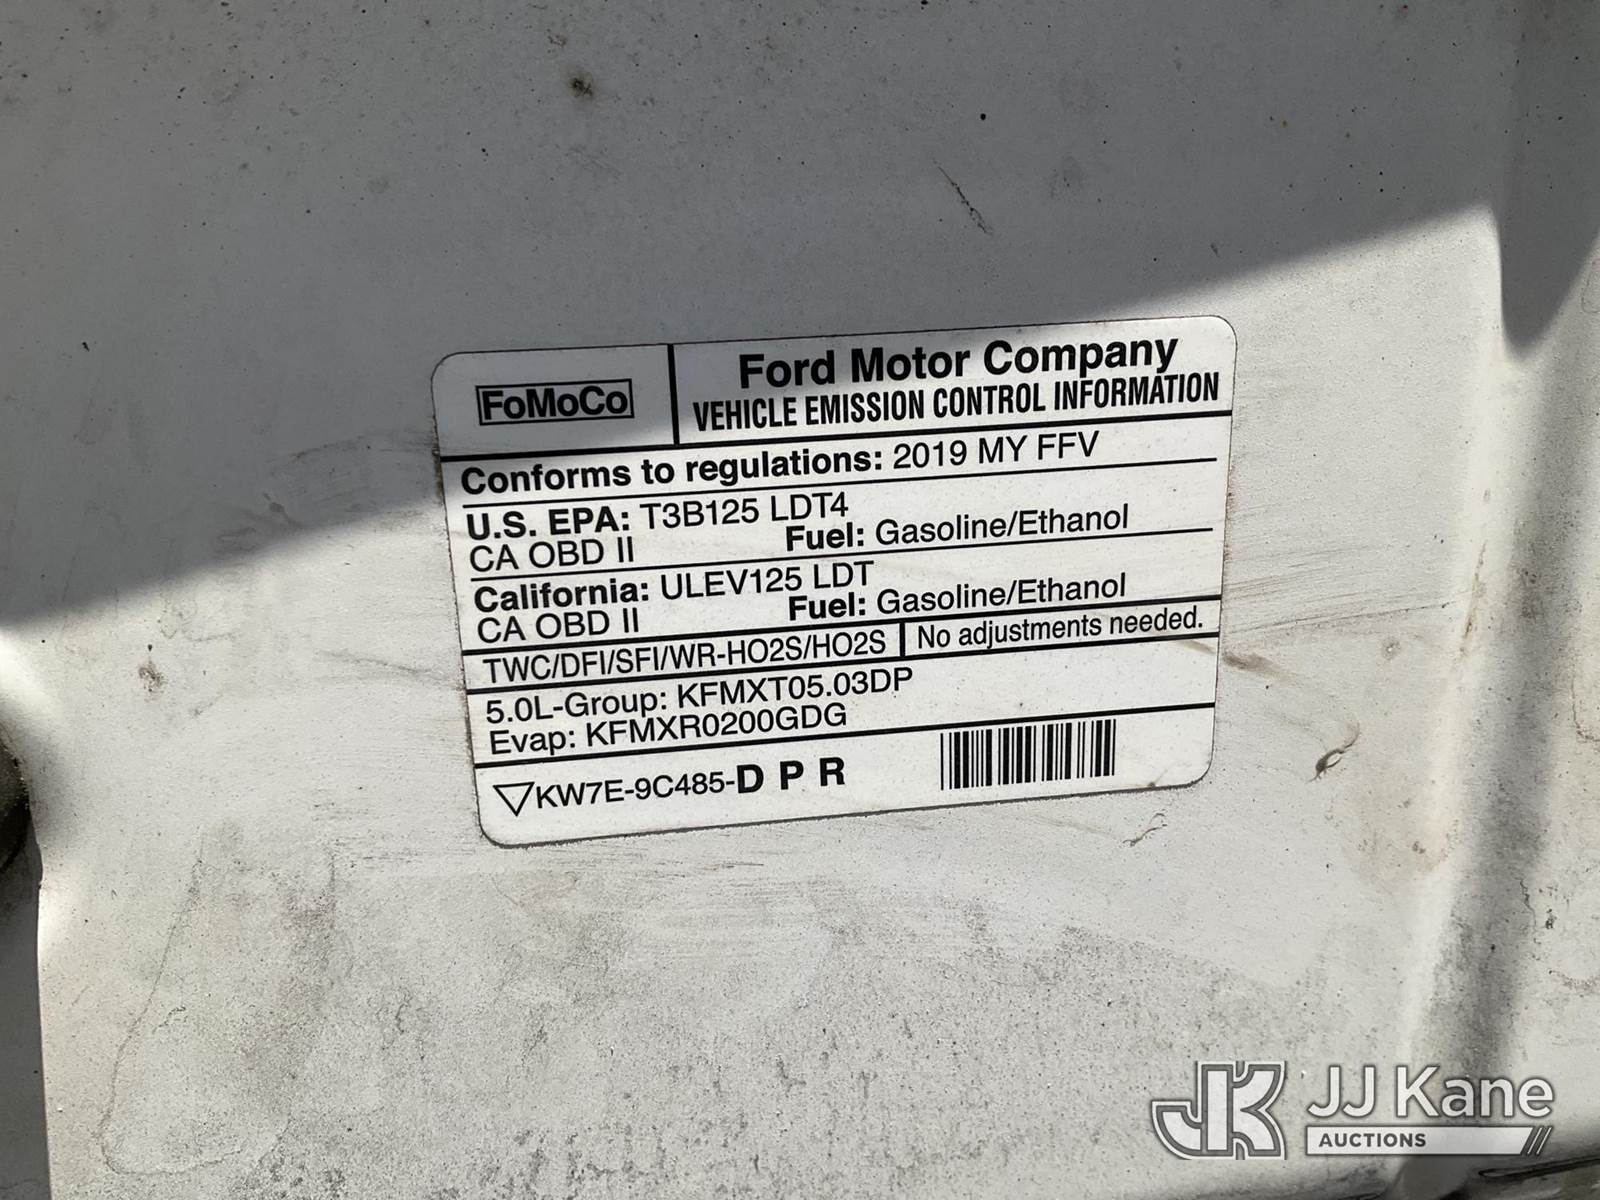 FoMoCo
Ford Motor Company
VEHICLE EMISSION CONTROL INFORMATION
Conforms to regulations: 2019 MY FFV
U.S. EPA: T3B125 LDT4
CA OBD II Fuel: Gasoline/Ethanol
California: ULEV125 LDT
CA OBD II Fuel: Gasoline/Ethanol
TWC/DFI/SFI/WR-HO2S/HO2S No adjustments needed.
5.0L-Group: KFMXT05.03DP
Evap: KFMXR0200GDG
KW7E-9C485-D P R
JK JJ Kane
AUCTIONS